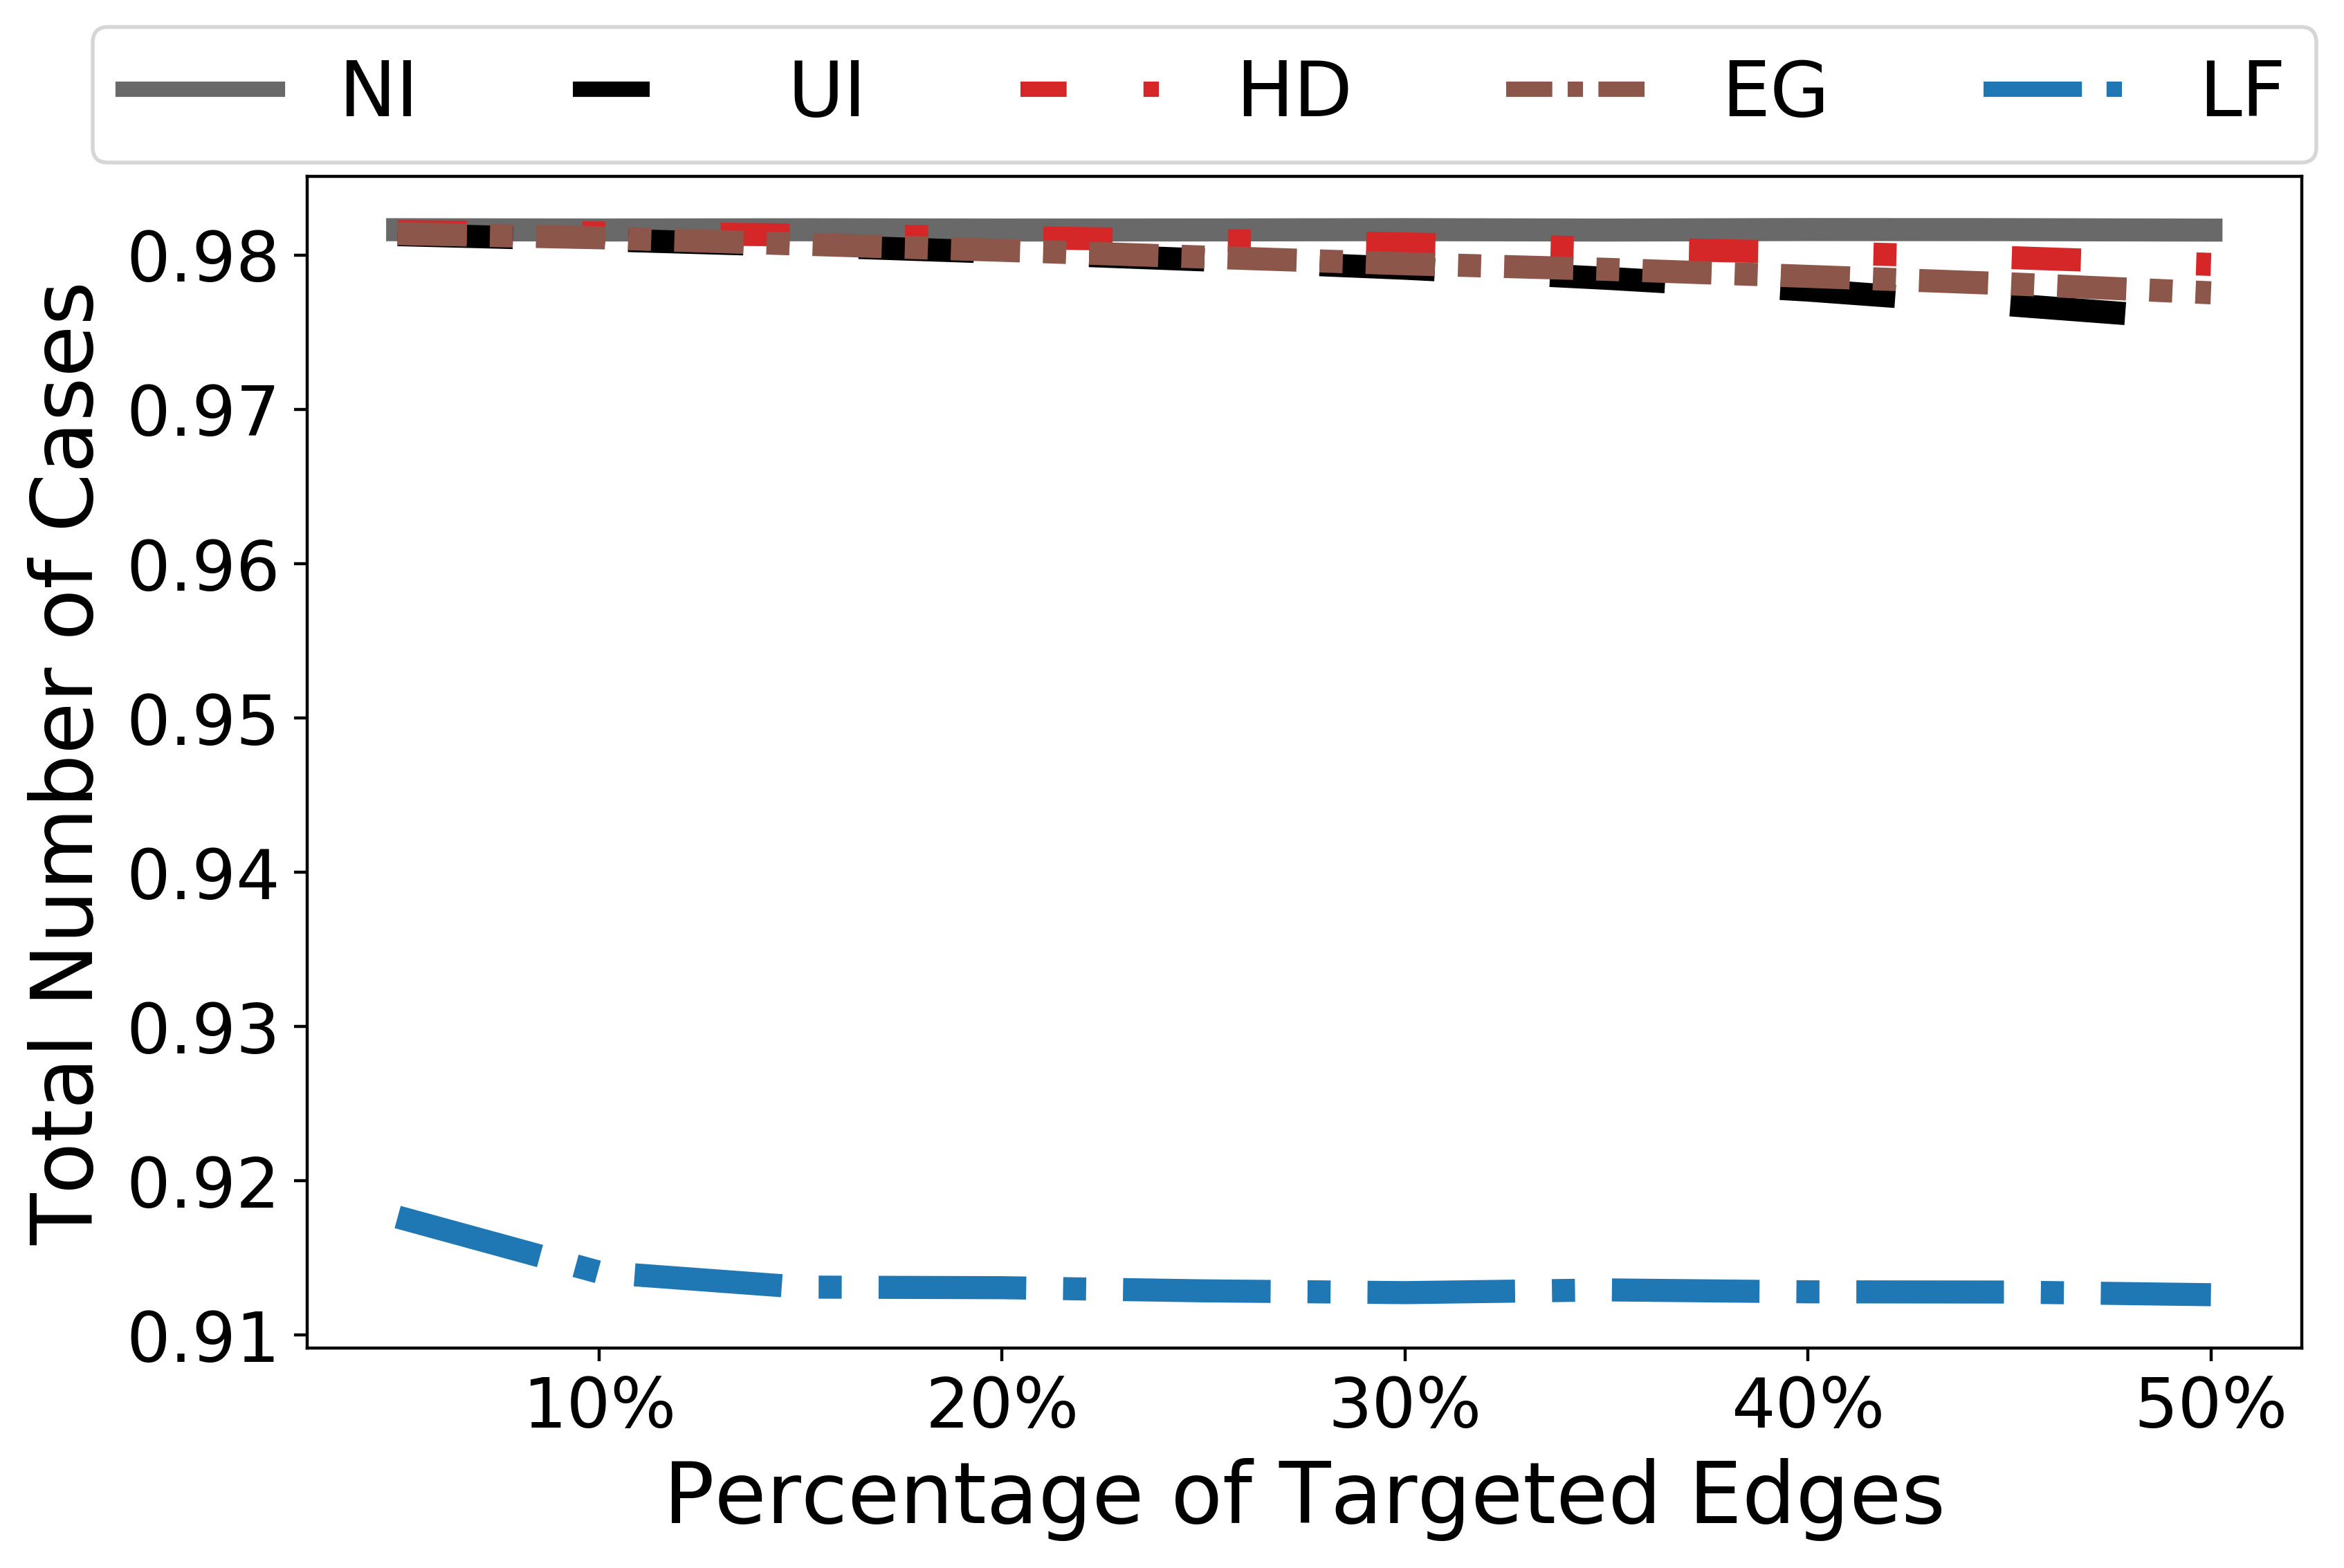 NI UI HD EG LF
Total Number of Cases
0.98
0.97
0.96
0.95
0.94
0.93
0.92
0.91
10% 20% 30% 40% 50%
Percentage of Targeted Edges